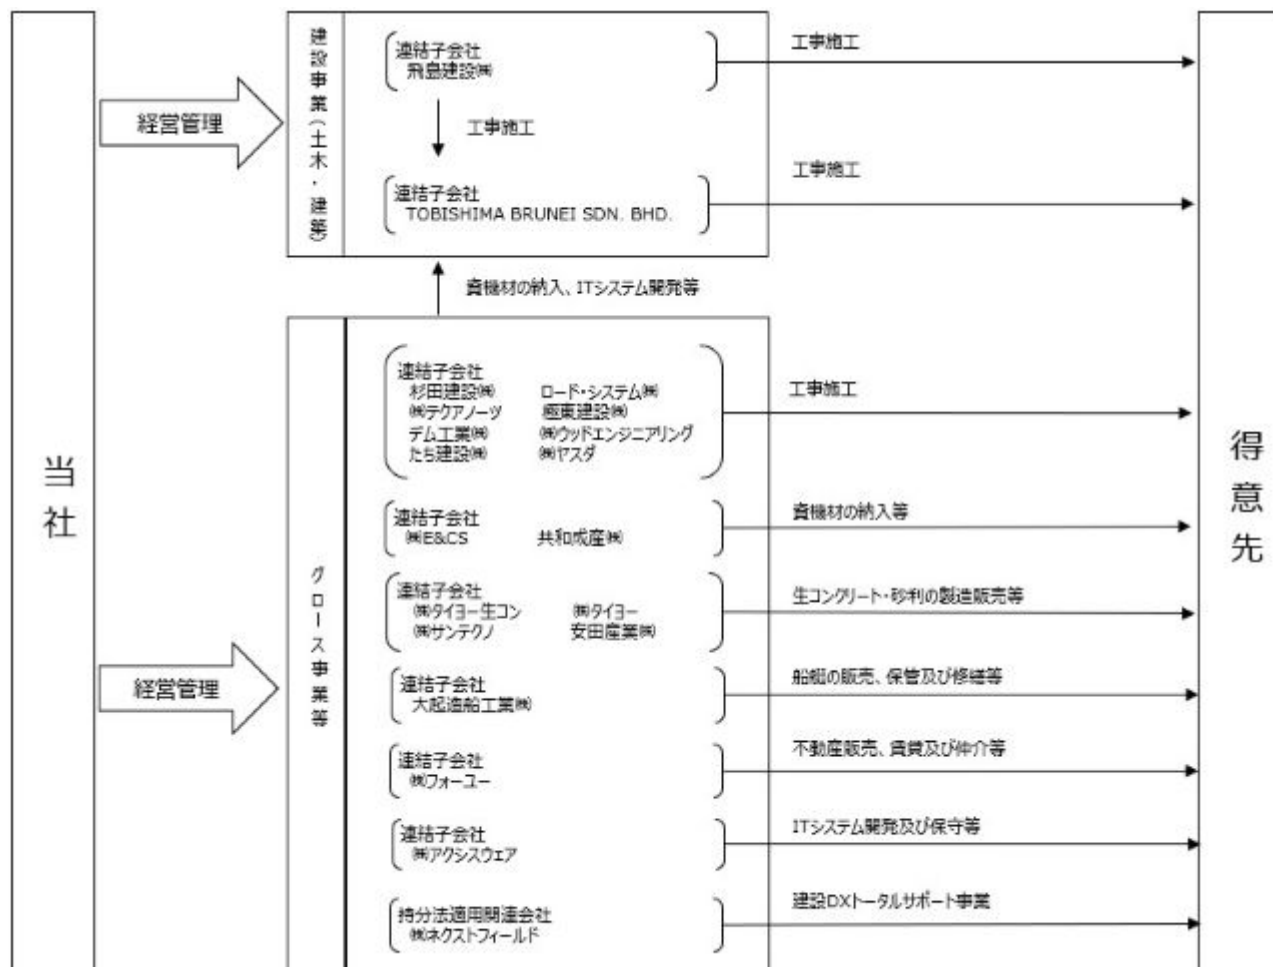 当社
経営管理
建設事業(土木・建築)
連結子会社
飛島建設㈱
工事施工
工事施工
連結子会社
TOBISHIMA BRUNEI SDN. BHD.
工事施工
資機材の納入、ITシステム開発等
経営管理
グロース事業等
連結子会社
杉田建設㈱ ロード・システム㈱
㈱テクアノーツ 極東建設㈱
デム工業㈱ ㈱ウッドエンジニアリング
たち建設㈱ ㈱ヤスダ
工事施工
連結子会社
㈱E&CS 共和成産㈱
資機材の納入等
連結子会社
㈱タイヨー生コン ㈱タイヨー
㈱サンテクノ 安田産業㈱
生コンクリート・砂利の製造販売等
連結子会社
大起造船工業㈱
船艇の販売、保管及び修繕等
連結子会社
㈱フォーユー
不動産販売、賃貸及び仲介等
連結子会社
㈱アクシスウェア
ITシステム開発及び保守等
持分法適用関連会社
㈱ネクストフィールド
建設DXトータルサポート事業
得意先